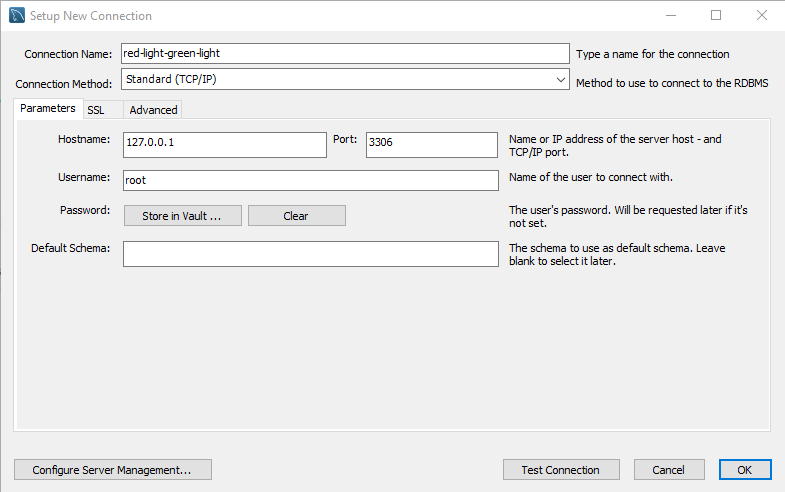 Setup New Connection
Connection Name: red-light-green-light Type a name for the connection
Connection Method: Standard (TCP/IP) Method to use to connect to the RDBMS
Parameters SSL Advanced
Hostname: 127.0.0.1 Port: 3306 Name or IP address of the server host - and
TCP/IP port.
Username: root Name of the user to connect with.
Password: Store in Vault ... Clear The user's password. Will be requested later if it's
not set.
Default Schema: The schema to use as default schema. Leave
blank to select it later.
Configure Server Management... Test Connection Cancel OK